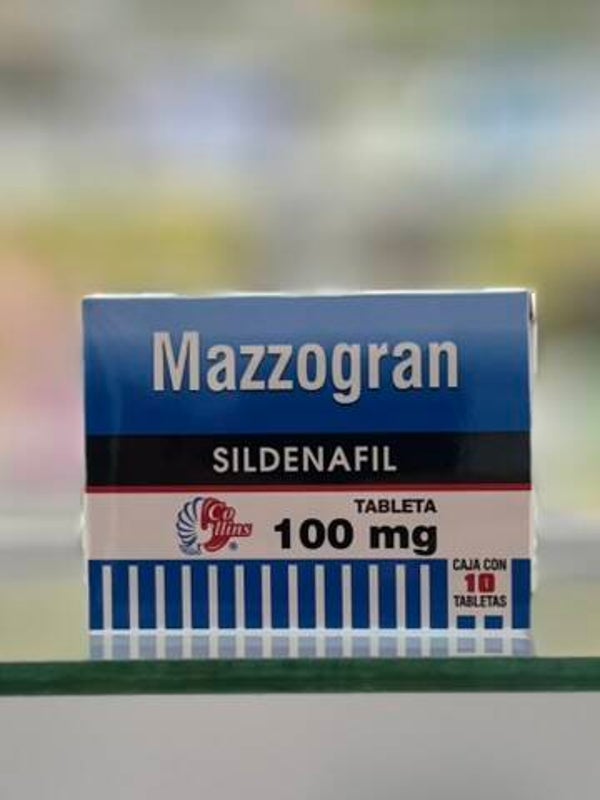 Mazzogran
SILDENAFIL
Collins
TABLETA
100 mg
CAJA CON
10
TABLETAS